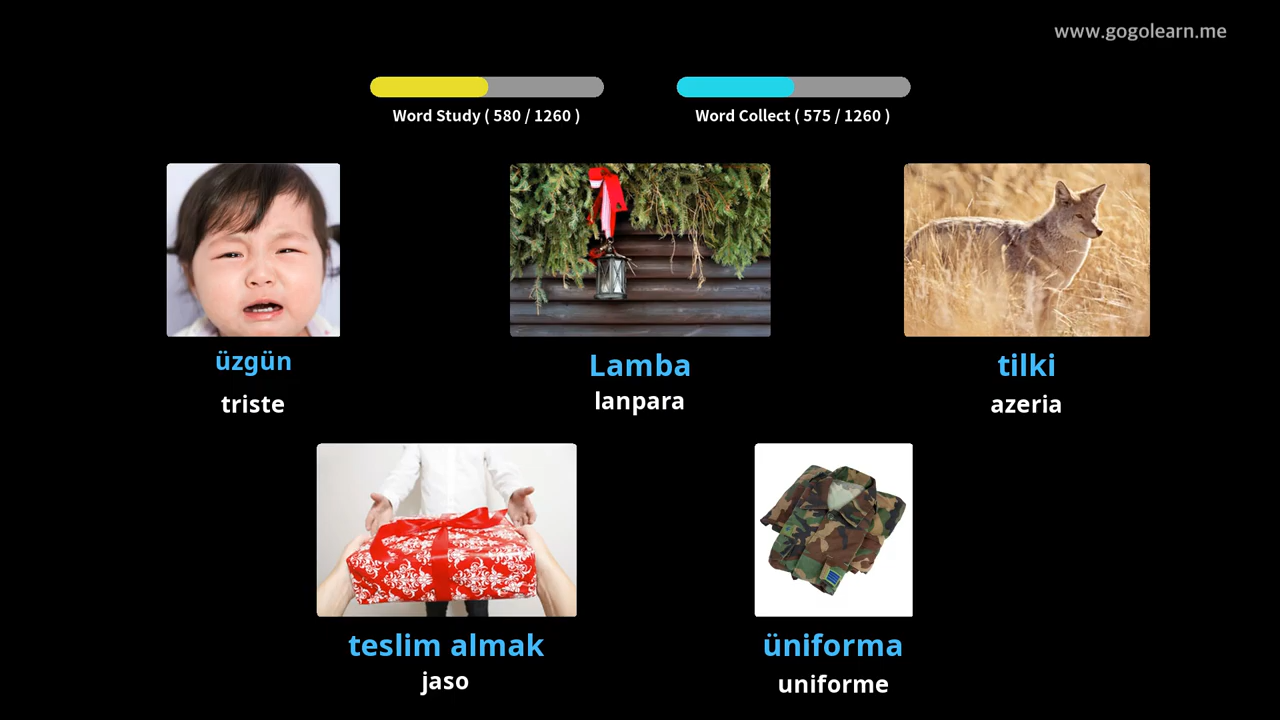 www.gogolearn.me
Word Study ( 580 / 1260 )
Word Collect ( 575 / 1260 )
üzgün
triste
Lamba
lanpara
tilki
azeria
teslim almak
jaso
üniforma
uniforme